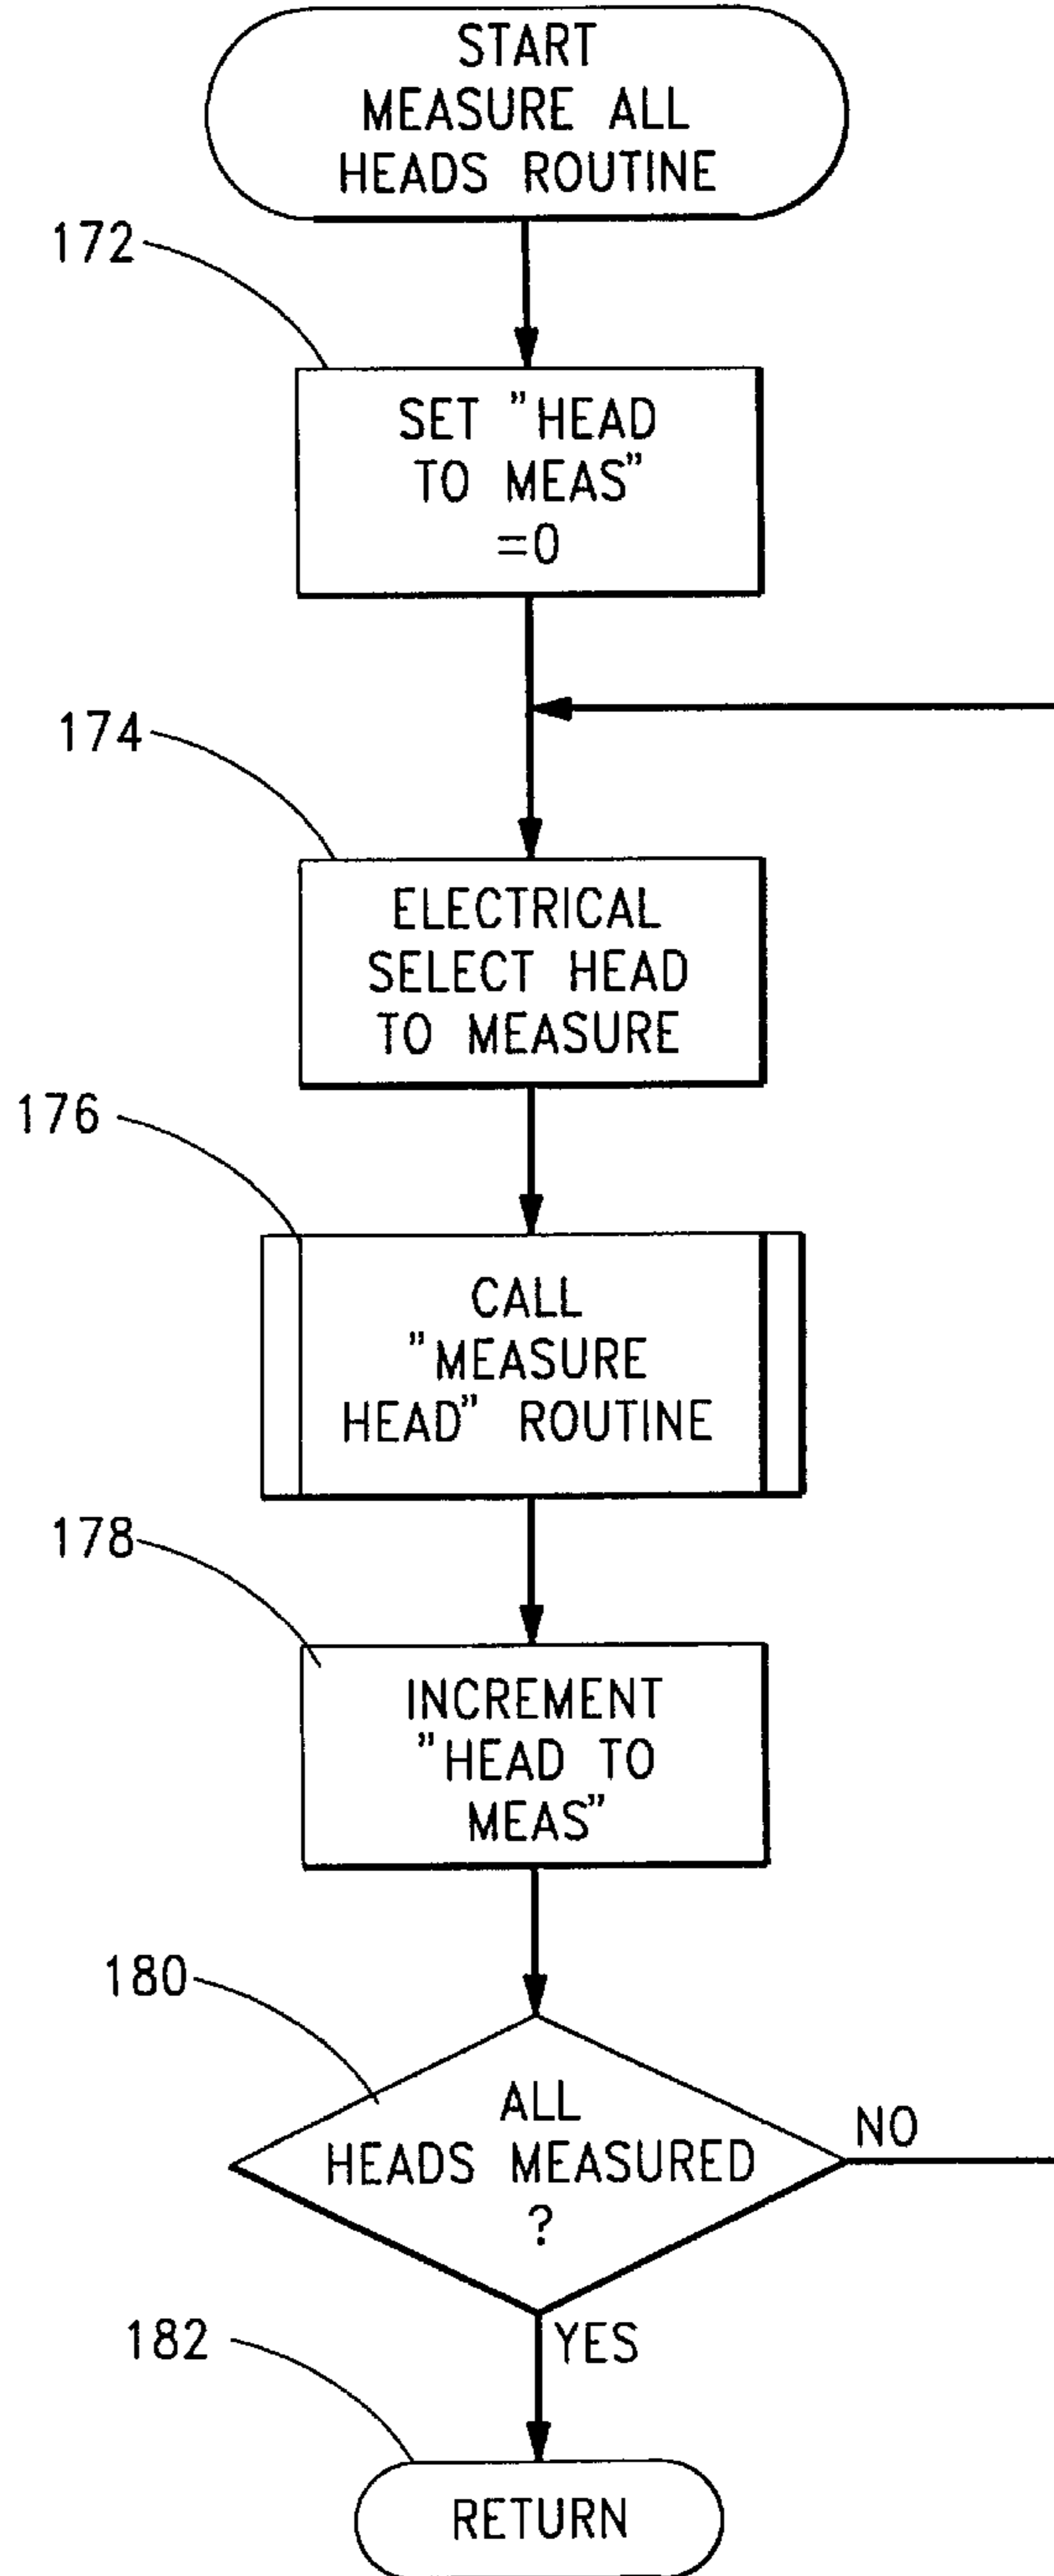 START
MEASURE ALL
HEADS ROUTINE
172
SET "HEAD
TO MEAS"
=0
174
ELECTRICAL
SELECT HEAD
TO MEASURE
176
CALL
"MEASURE
HEAD" ROUTINE
178
INCREMENT
"HEAD TO
MEAS"
180
ALL
HEADS MEASURED
?
NO
YES
182
RETURN